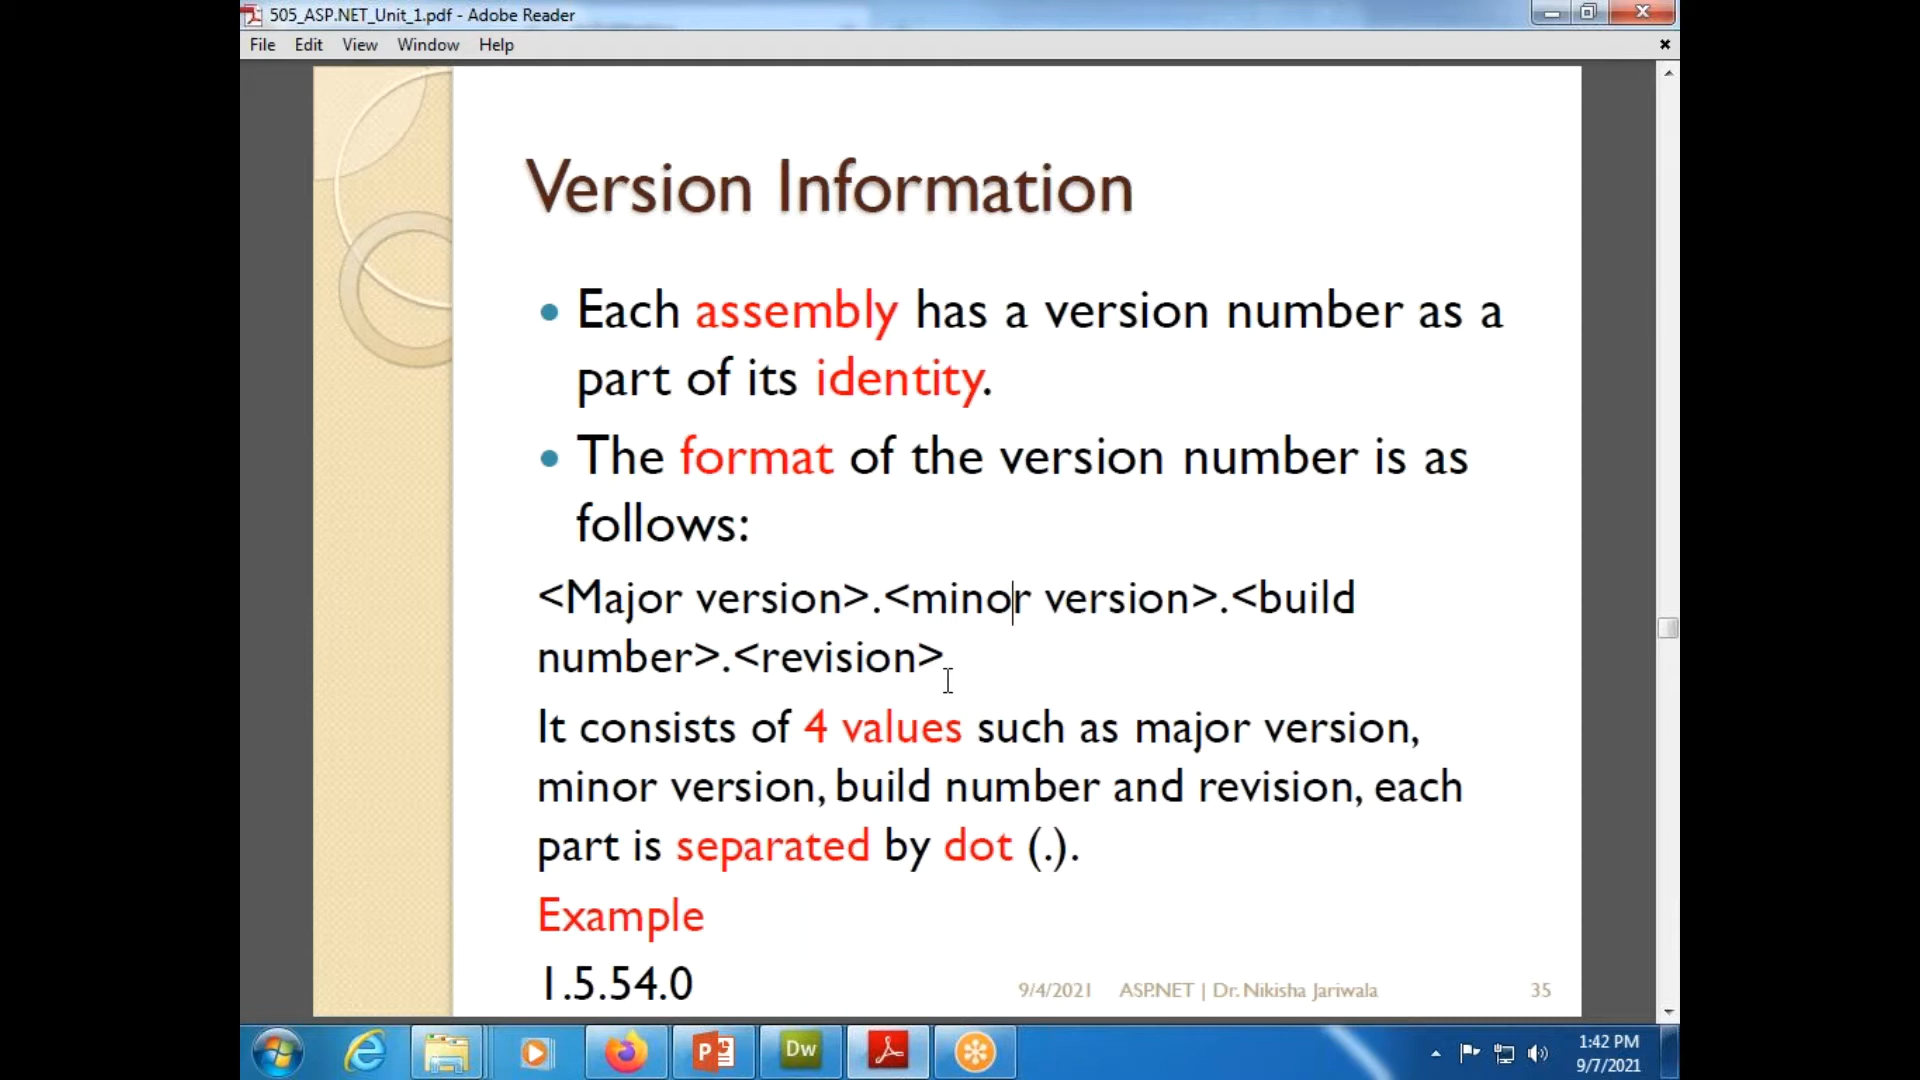 505_ASP.NET_Unit_1.pdf - Adobe Reader
File Edit View Window Help
Version Information
Each assembly has a version number as a
part of its identity.
The format of the version number is as
follows:
<Major version>.<minor version>.<build
number>.<revision>
It consists of 4 values such as major version,
minor version, build number and revision, each
part is separated by dot (.).
Example
1.5.54.0
9/4/2021 ASP.NET | Dr. Nikisha Jariwala 35
Dw
1:42 PM
9/7/2021